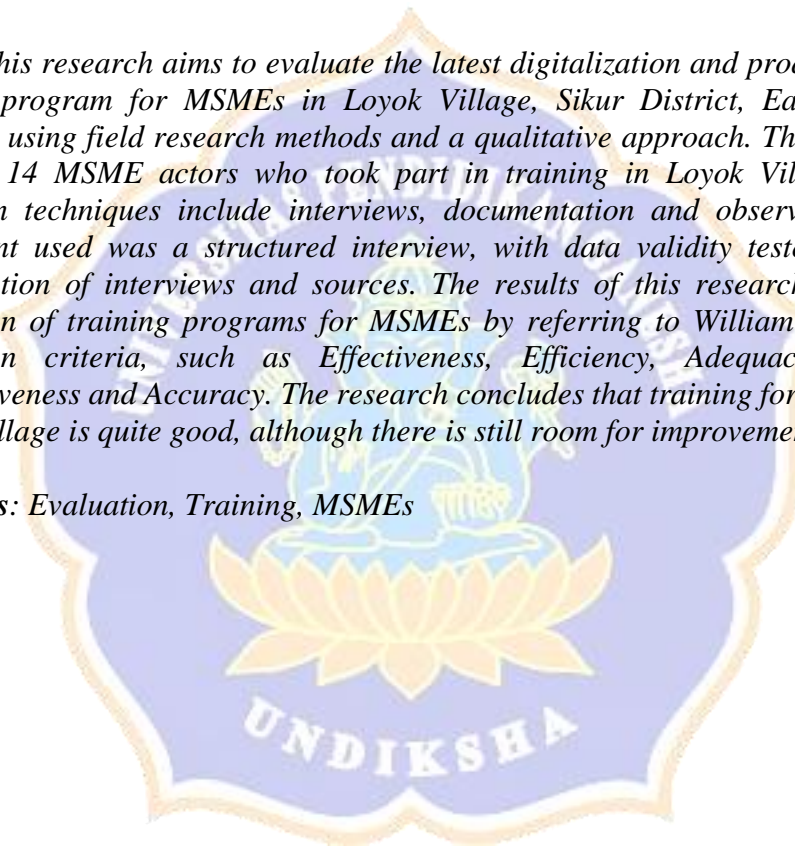 his research aims to evaluate the latest digitalization and proc
program for MSMEs in Loyok Village, Sikur District, Ea
using field research methods and a qualitative approach. Th
14 MSME actors who took part in training in Loyok Vil
n techniques include interviews, documentation and observ
nt used was a structured interview, with data validity teste
tion of interviews and sources. The results of this research
n of training programs for MSMEs by referring to William
n criteria, such as Effectiveness, Efficiency, Adequac
veness and Accuracy. The research concludes that training for
llage is quite good, although there is still room for improveme
s: Evaluation, Training, MSMEs
UNIVERSITAS PENDIDIKAN GANESHA
UNDIKSHA